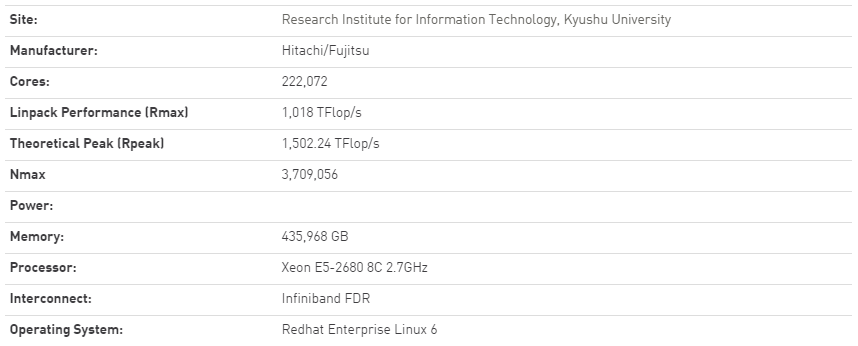 Site: Research Institute for Information Technology, Kyushu University
Manufacturer: Hitachi/Fujitsu
Cores: 222,072
Linpack Performance (Rmax) 1,018 TFlop/s
Theoretical Peak (Rpeak) 1,502.24 TFlop/s
Nmax 3,709,056
Power:
Memory: 435,968 GB
Processor: Xeon E5-2680 8C 2.7GHz
Interconnect: Infiniband FDR
Operating System: Redhat Enterprise Linux 6